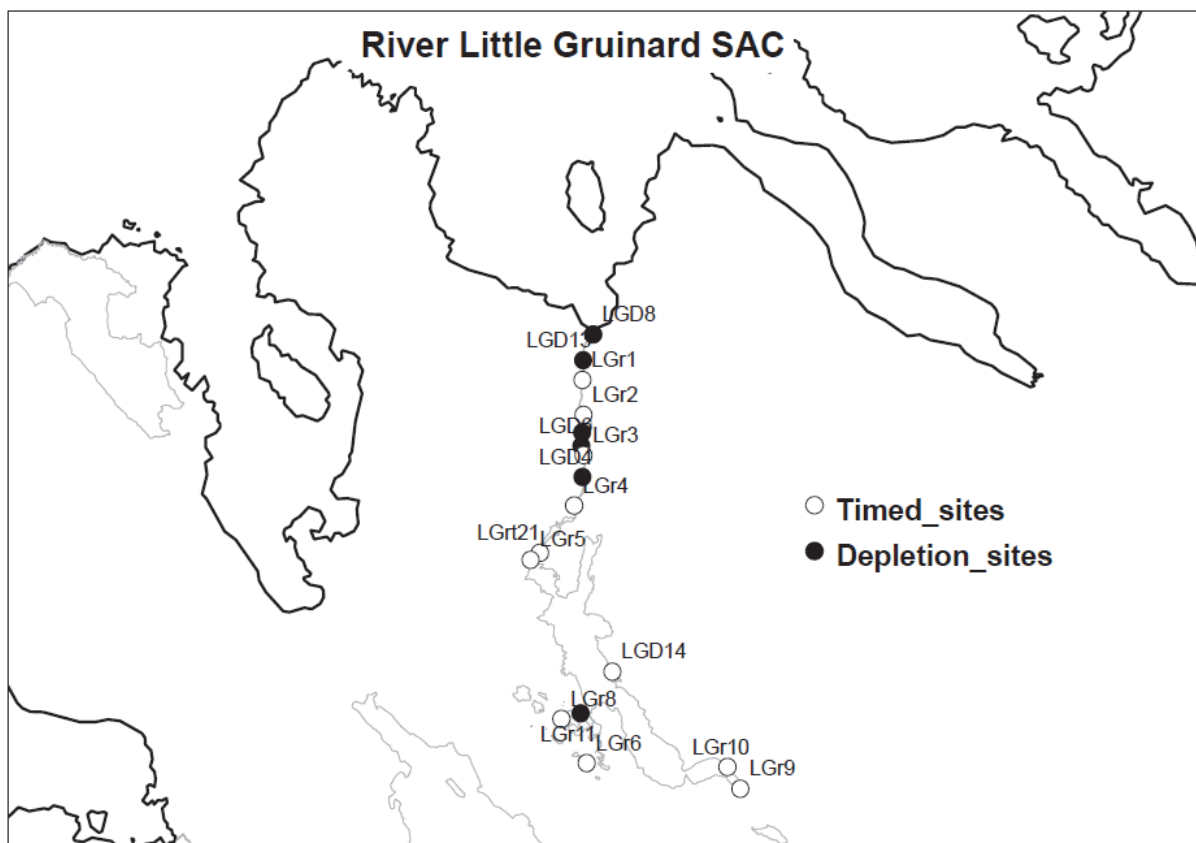 River Little Gruinard SAC
LGD8
LGD13
LGr1
LGr2
LGr3
LGD4
LGr4
LGrt21
LGr5
Timed_sites
Depletion_sites
LGD14
LGr8
LGr11
LGr6
LGr10
LGr9